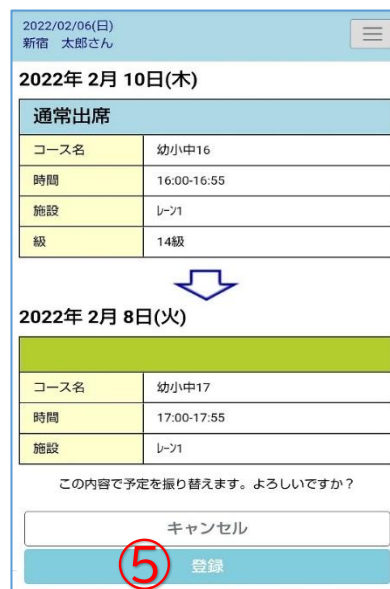 2022/02/06(日)
新宿 太郎さん
2022年 2月 10日(木)
通常出席
コース名 幼小中16
時間 16:00-16:55
施設 ﾚｰﾝ1
級 14級
2022年 2月 8日(火)
コース名 幼小中17
時間 17:00-17:55
施設 ﾚｰﾝ1
この内容で予定を振り替えます。よろしいですか？
キャンセル
⑤ 登録